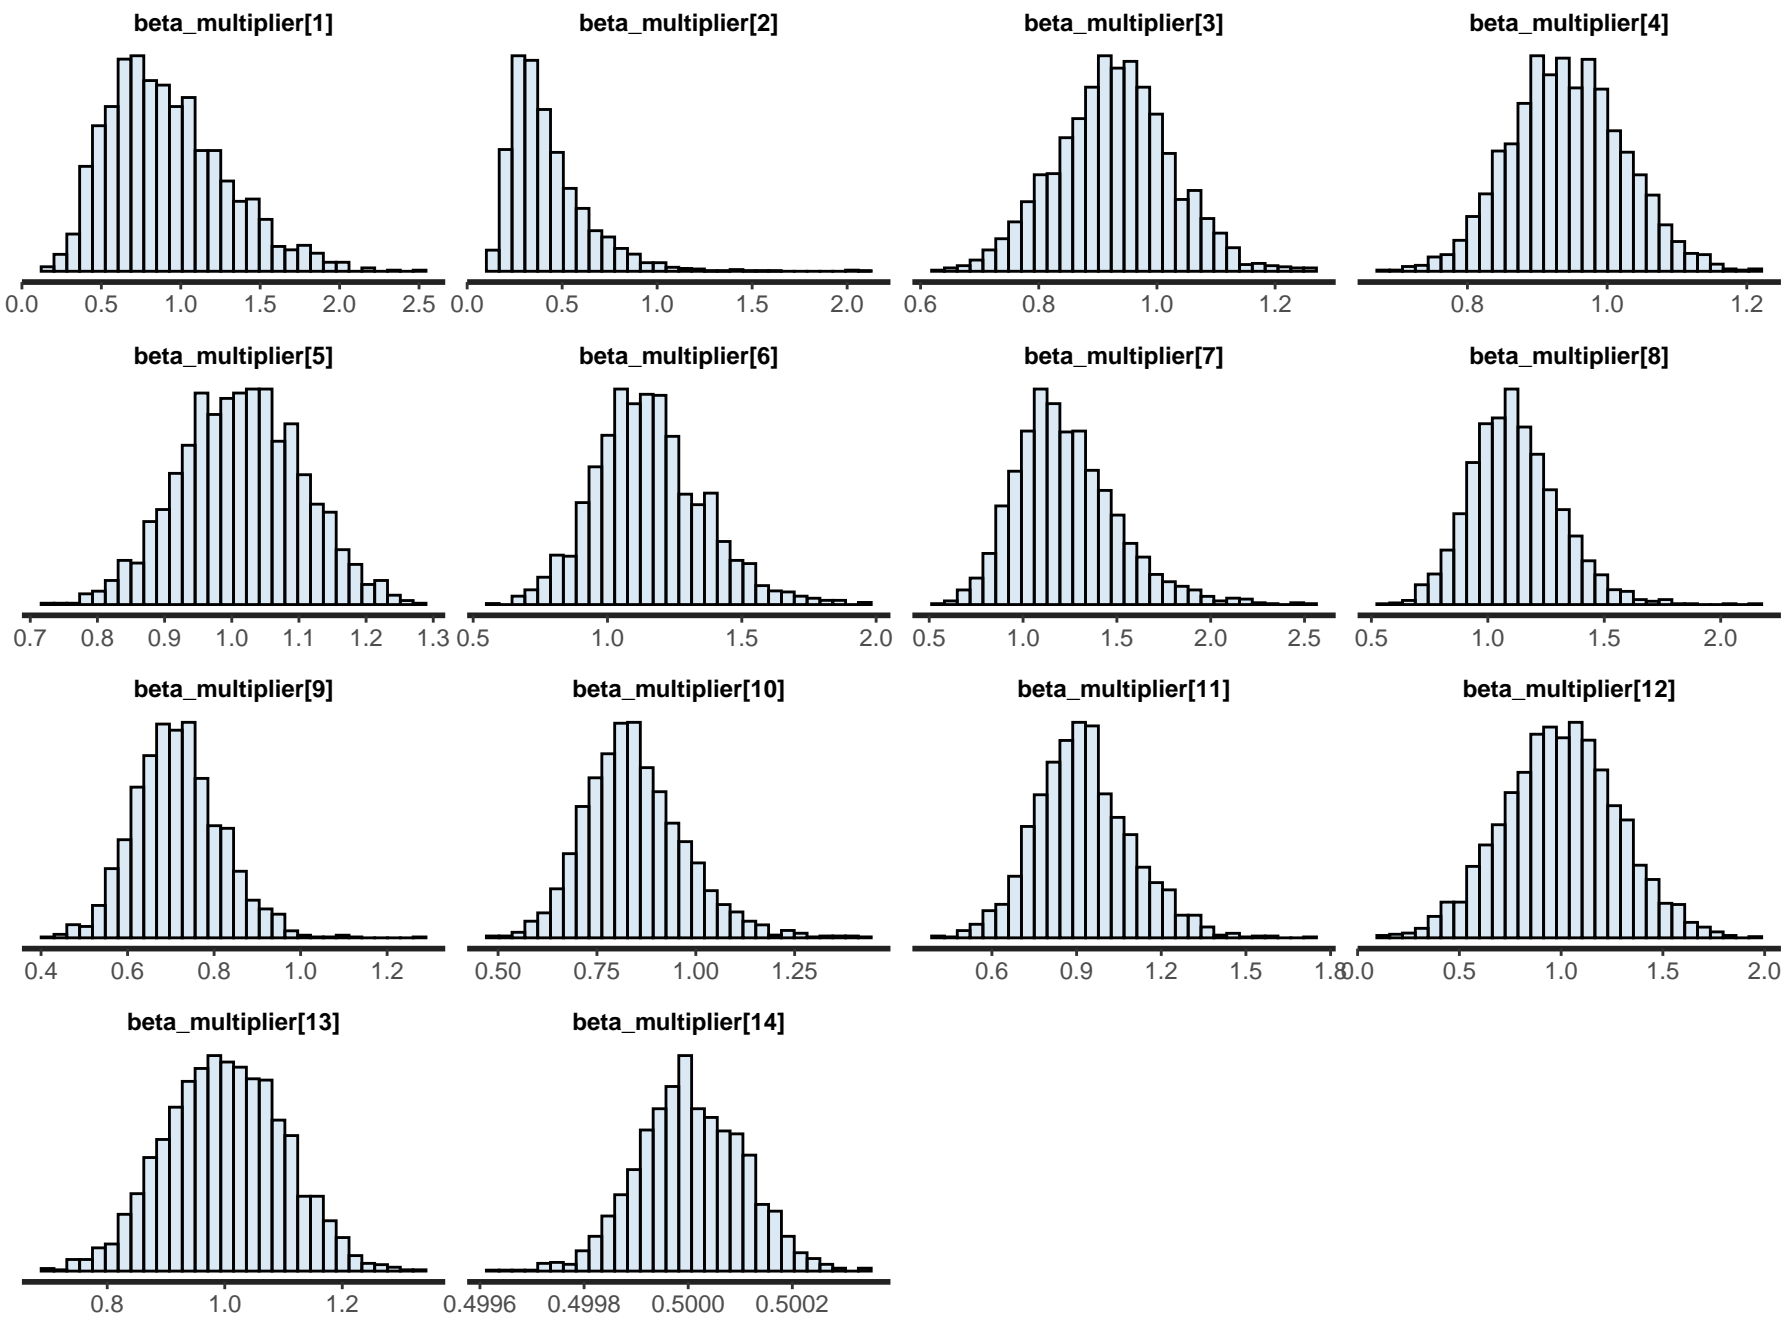 beta_multiplier[1] beta_multiplier[2] beta_multiplier[3] beta_multiplier[4]
0.0 0.5 1.0 1.5 2.0 2.5 0.0 0.5 1.0 1.5 2.0 0.6 0.8 1.0 1.2 0.8 1.0 1.2
beta_multiplier[5] beta_multiplier[6] beta_multiplier[7] beta_multiplier[8]
0.7 0.8 0.9 1.0 1.1 1.2 1.3 0.5 1.0 1.5 2.0 0.5 1.0 1.5 2.0 2.5 0.5 1.0 1.5 2.0
beta_multiplier[9] beta_multiplier[10] beta_multiplier[11] beta_multiplier[12]
0.4 0.6 0.8 1.0 1.2 0.50 0.75 1.00 1.25 0.6 0.9 1.2 1.5 1.8 0.0 0.5 1.0 1.5 2.0
beta_multiplier[13] beta_multiplier[14]
0.8 1.0 1.2 0.4996 0.4998 0.5000 0.5002